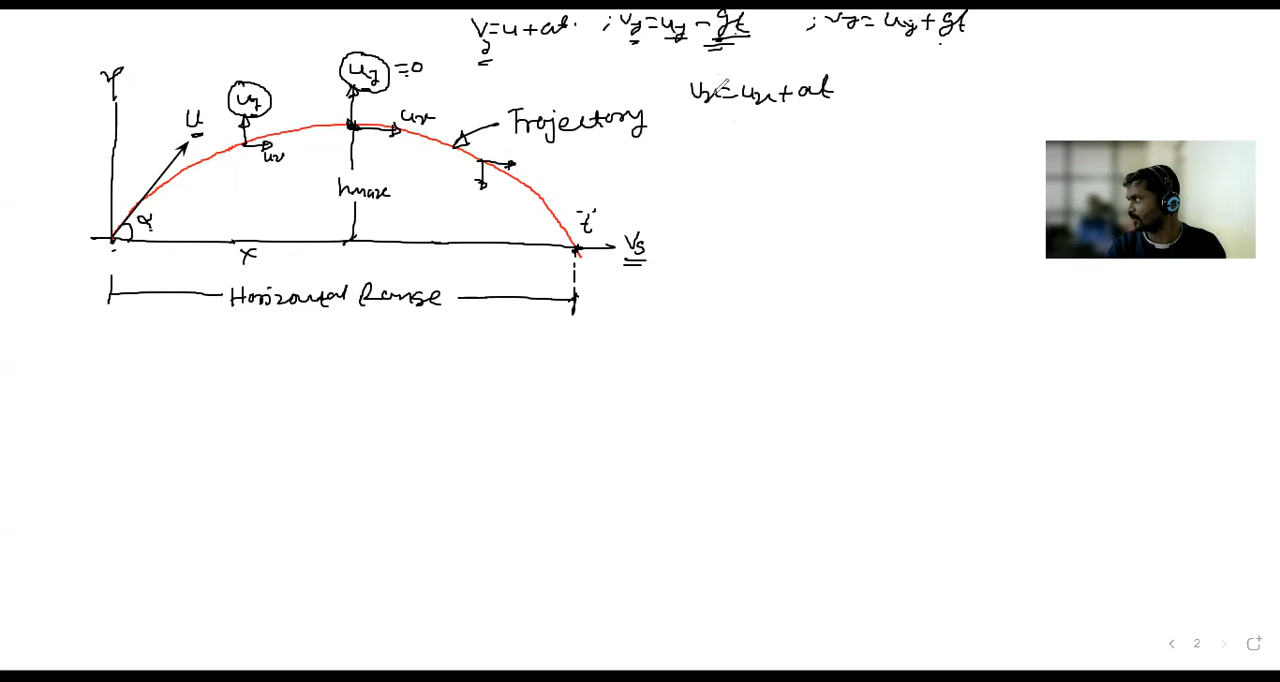 V=u+at. ; Vy=uy-gt ; Vy= uy+gt
uy =0
Vx=ux+at
Y
uy
u
ux
Trajectory
ux
hmax
α
't'
x
Vs
Horizontal Range
2